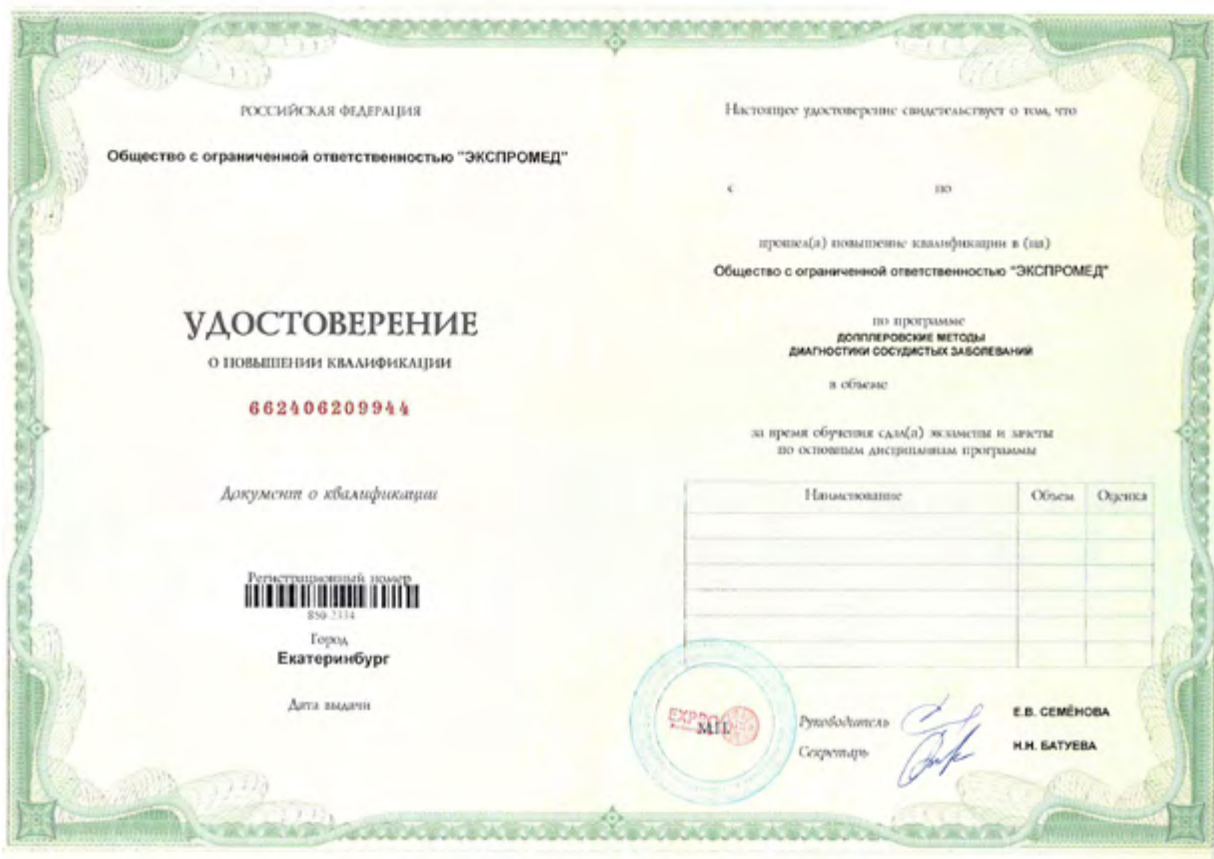 РОССИЙСКАЯ ФЕДЕРАЦИЯ
Общество с ограниченной ответственностью "ЭКСПРОМЕД"
УДОСТОВЕРЕНИЕ
О ПОВЫШЕНИИ КВАЛИФИКАЦИИ
662406209944
Документ о квалификации
Регистрационный номер
850-2334
Город
Екатеринбург
Дата выдачи
Настоящее удостоверение свидетельствует о том, что
с по
прошел(а) повышение квалификации в (на)
Общество с ограниченной ответственностью "ЭКСПРОМЕД"
по программе
ДОППЛЕРОВСКИЕ МЕТОДЫ
ДИАГНОСТИКИ СОСУДИСТЫХ ЗАБОЛЕВАНИЙ
в объеме
за время обучения сдал(а) экзамены и зачеты
по основным дисциплинам программы
Наименование Объем Оценка
М.П.
Руководитель Е.В. СЕМЁНОВА
Секретарь Н.Н. БАТУЕВА